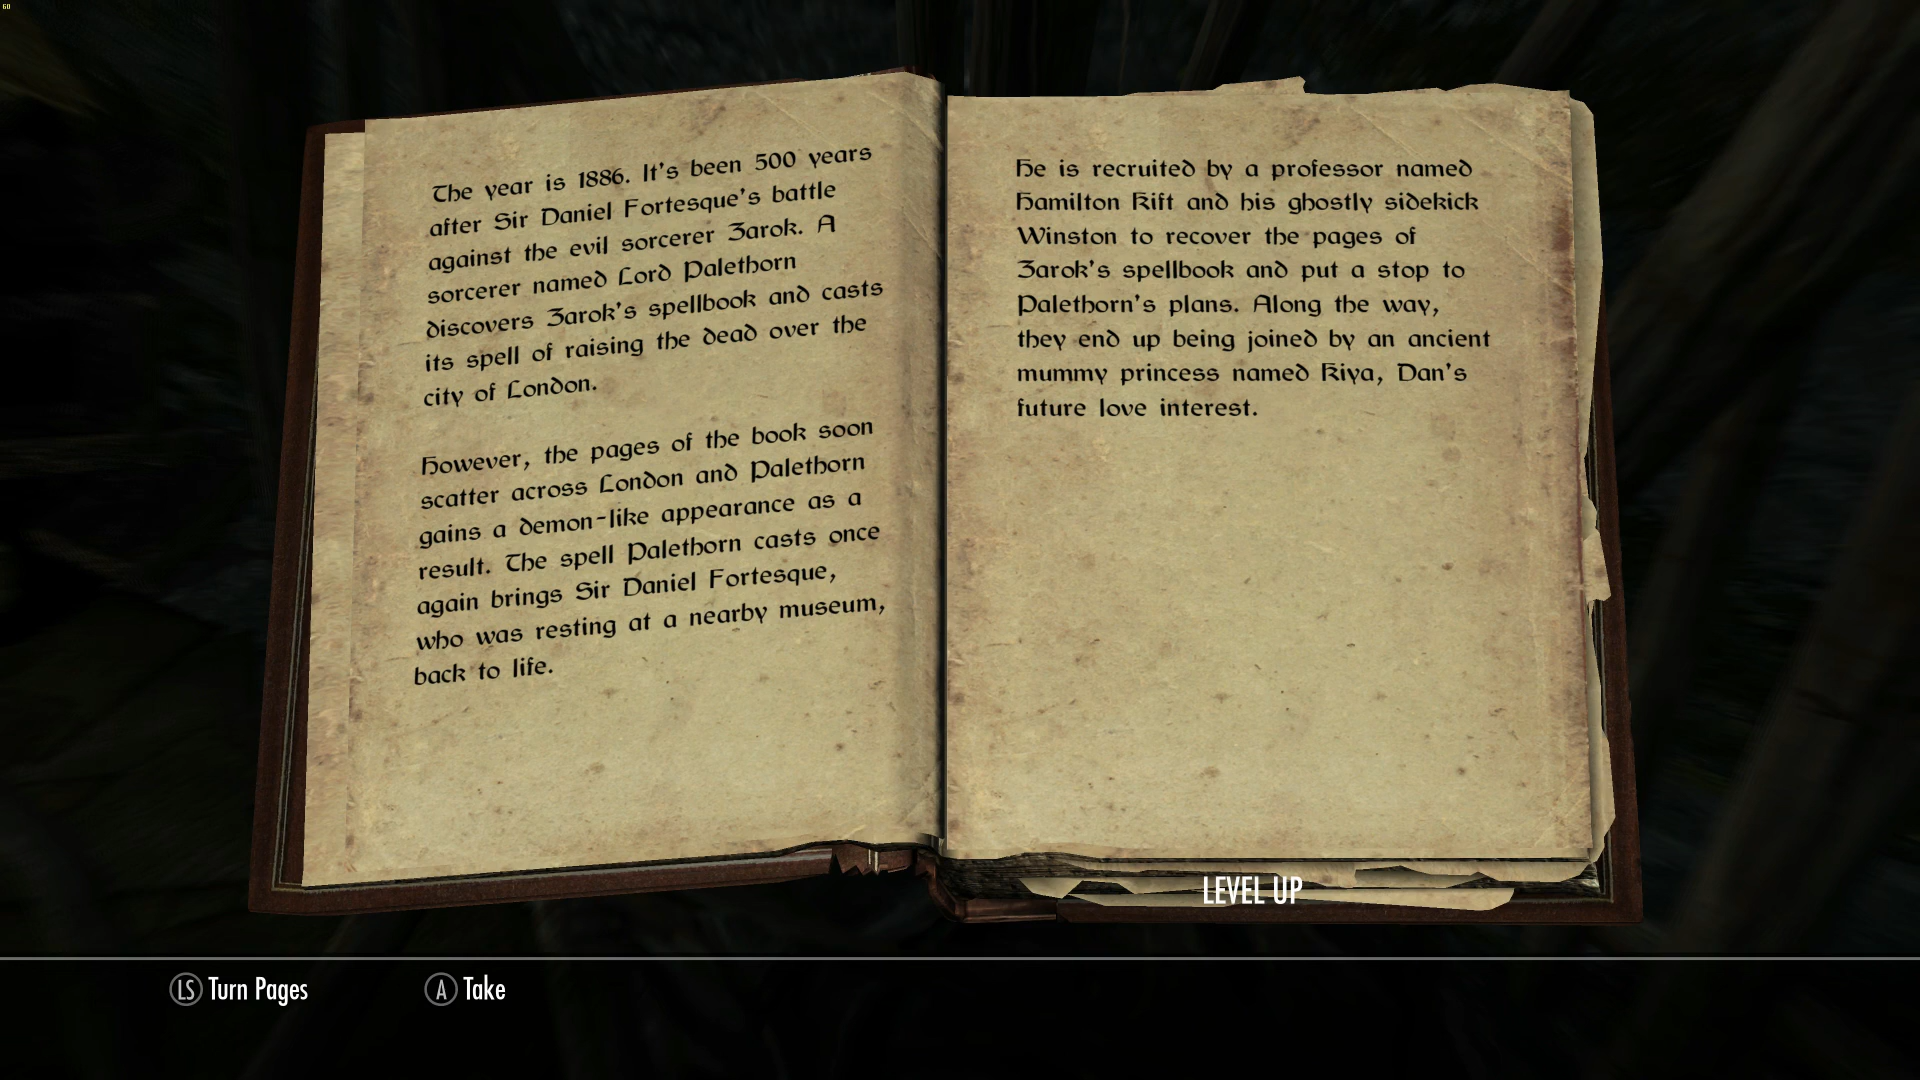 60
The year is 1886. It's been 500 years
after Sir Daniel Fortesque's battle
against the evil sorcerer Zarok. A
sorcerer named Lord Palethorn
discovers Zarok's spellbook and casts
its spell of raising the dead over the
city of London.
However, the pages of the book soon
scatter across London and Palethorn
gains a demon-like appearance as a
result. The spell Palethorn casts once
again brings Sir Daniel Fortesque,
who was resting at a nearby museum,
back to life.
He is recruited by a professor named
Hamilton Kift and his ghostly sidekick
Winston to recover the pages of
Zarok's spellbook and put a stop to
Palethorn's plans. Along the way,
they end up being joined by an ancient
mummy princess named Kiya, Dan's
future love interest.
LEVEL UP
LS Turn Pages
A Take